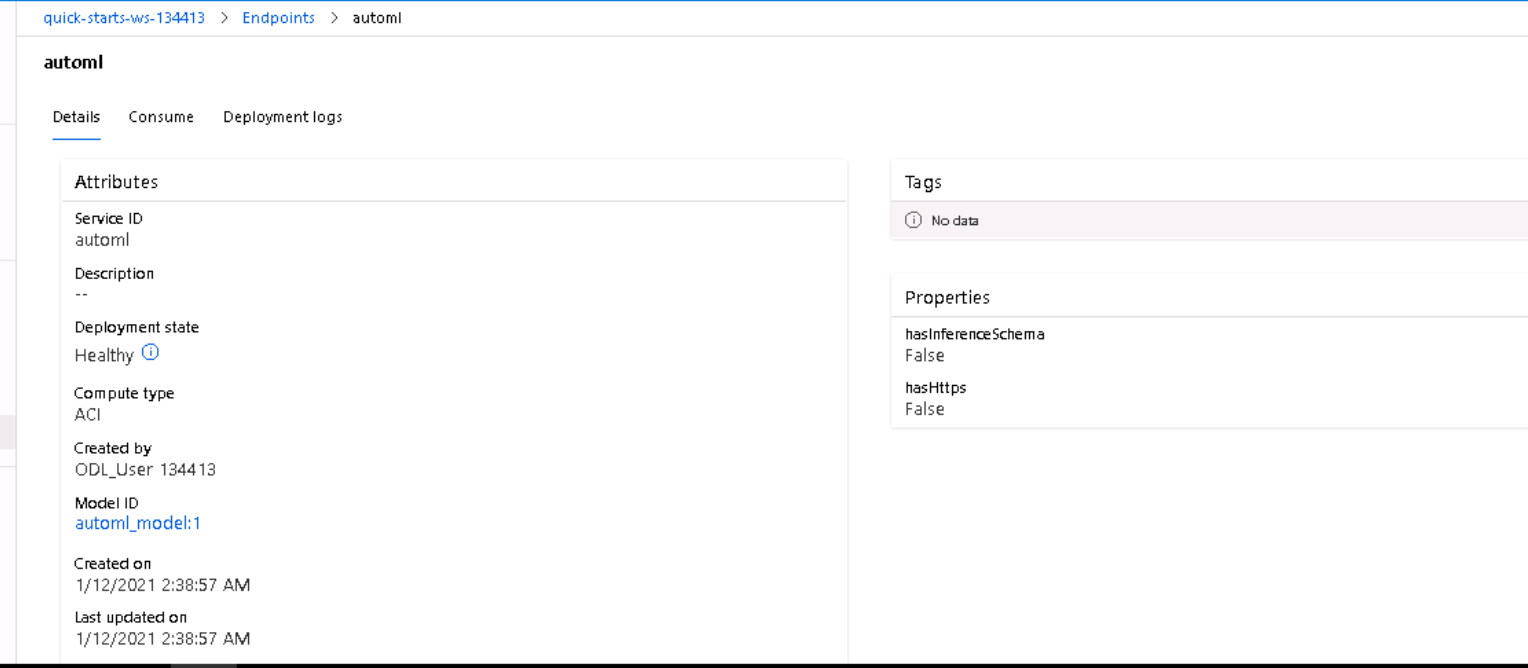 quick-starts-ws-134413 > Endpoints > automl
automl
Details Consume Deployment logs
Attributes
Service ID
automl
Description
--
Deployment state
Healthy
Compute type
ACI
Created by
ODL_User 134413
Model ID
automl_model:1
Created on
1/12/2021 2:38:57 AM
Last updated on
1/12/2021 2:38:57 AM
Tags
No data
Properties
hasInferenceSchema
False
hasHttps
False